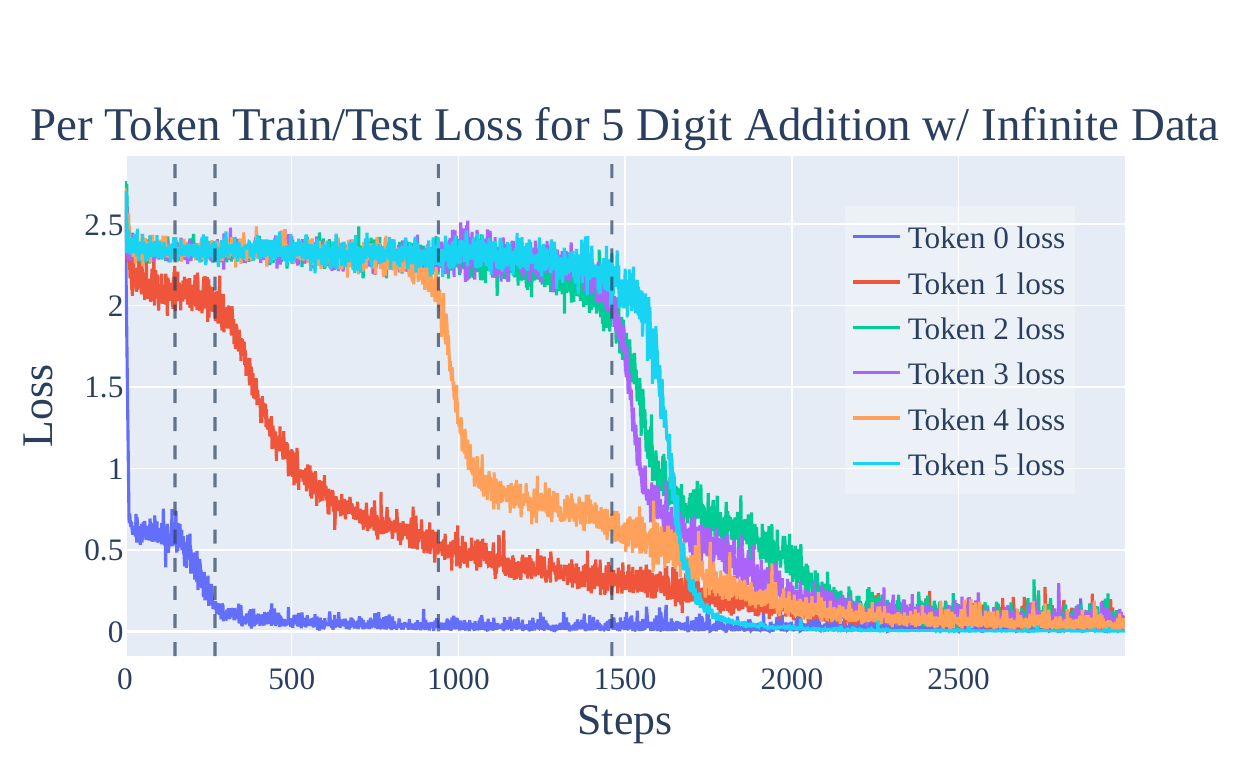 Per Token Train/Test Loss for 5 Digit Addition w/ Infinite Data
2.5
2
1.5
1
0.5
0
Loss
0
500
1000
1500
2000
2500
Steps
Token 0 loss
Token 1 loss
Token 2 loss
Token 3 loss
Token 4 loss
Token 5 loss